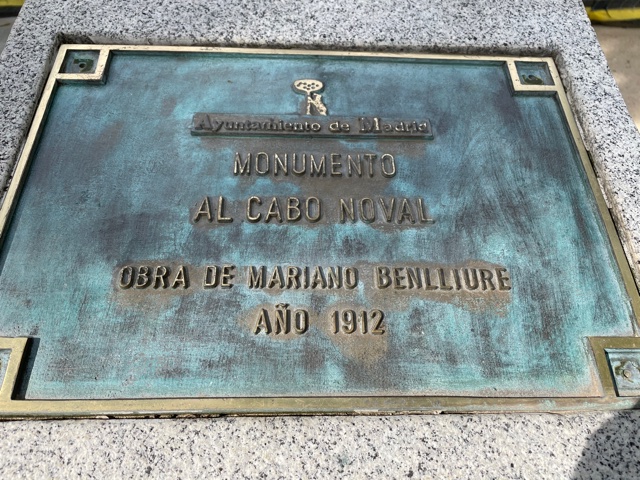 Ayuntamiento de Madrid
MONUMENTO
AL CABO NOVAL
OBRA DE MARIANO BENLLIURE
AÑO 1912